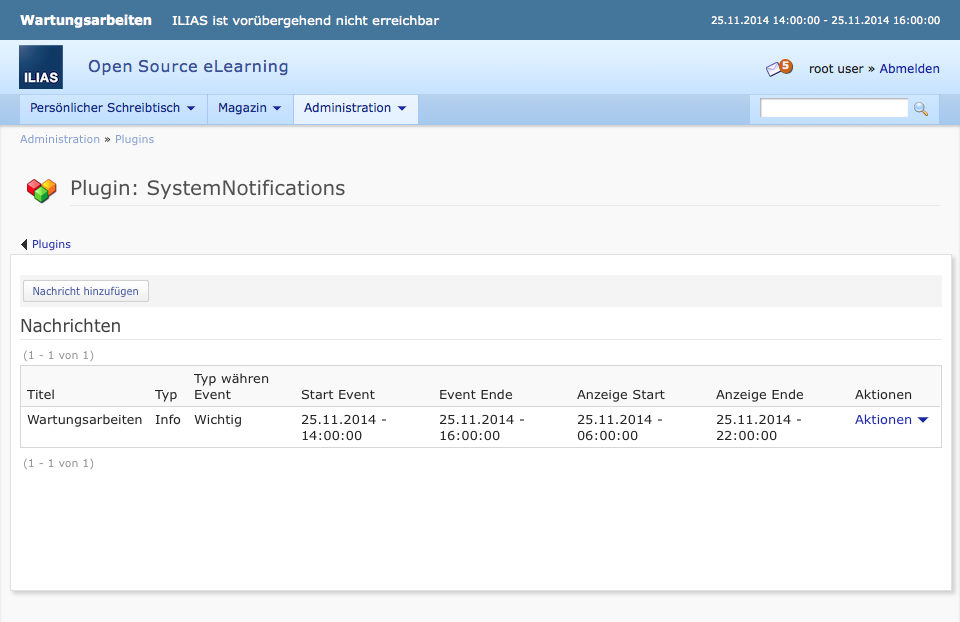 Wartungsarbeiten ILIAS ist vorübergehend nicht erreichbar 25.11.2014 14:00:00 - 25.11.2014 16:00:00
ILIAS Open Source eLearning 5 root user » Abmelden
Persönlicher Schreibtisch Magazin Administration
Administration » Plugins
Plugin: SystemNotifications
Plugins
Nachricht hinzufügen
Nachrichten
(1 - 1 von 1)
Titel Typ Typ währen Event Start Event Event Ende Anzeige Start Anzeige Ende Aktionen
Wartungsarbeiten Info Wichtig 25.11.2014 - 14:00:00 25.11.2014 - 16:00:00 25.11.2014 - 06:00:00 25.11.2014 - 22:00:00 Aktionen
(1 - 1 von 1)